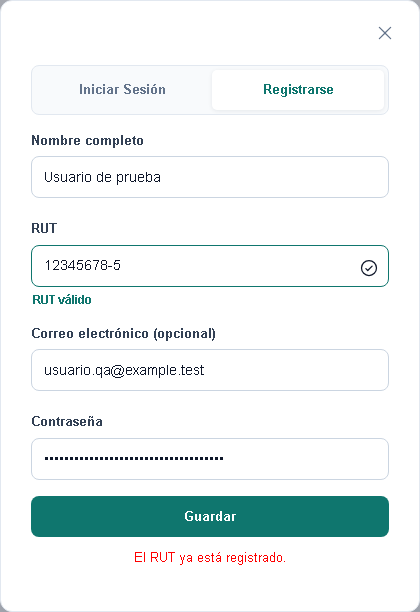 Iniciar Sesión
Registrarse
Nombre completo
Usuario de prueba
RUT
12345678-5
RUT válido
Correo electrónico (opcional)
usuario.qa@example.test
Contraseña
••••••••••••••••••••••••••••••••••••
Guardar
El RUT ya está registrado.